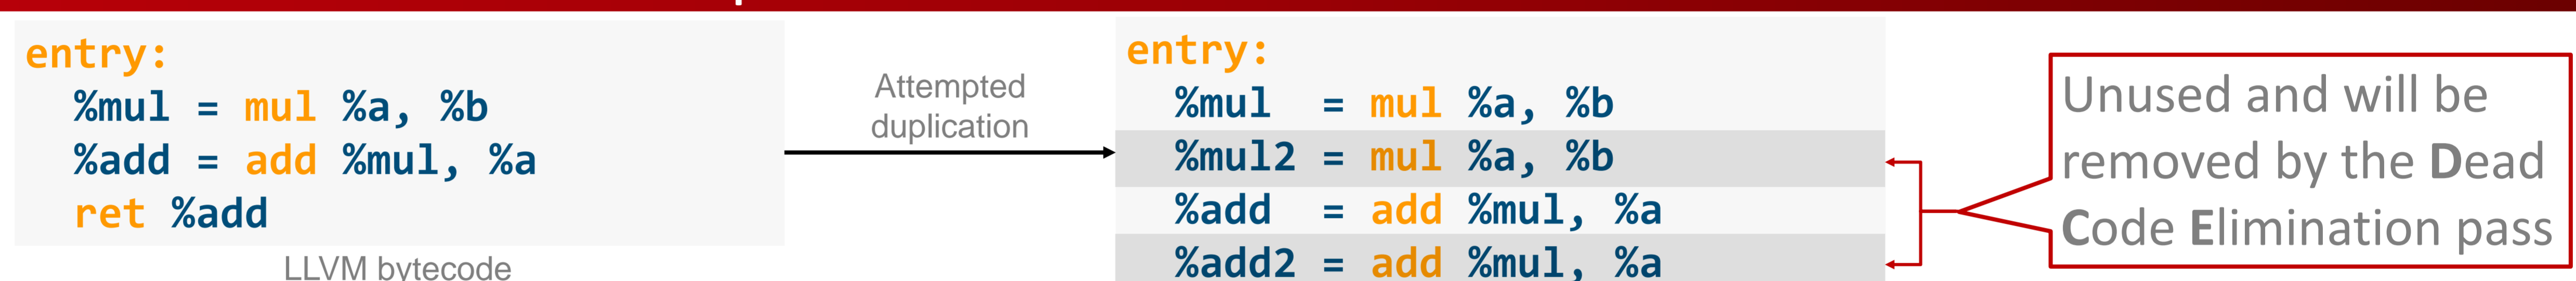 entry:
%mul = mul %a, %b
%add = add %mul, %a
ret %add
LLVM bytecode
Attempted
duplication
entry:
%mul = mul %a, %b
%mul2 = mul %a, %b
%add = add %mul, %a
%add2 = add %mul, %a
Unused and will be
removed by the Dead
Code Elimination pass